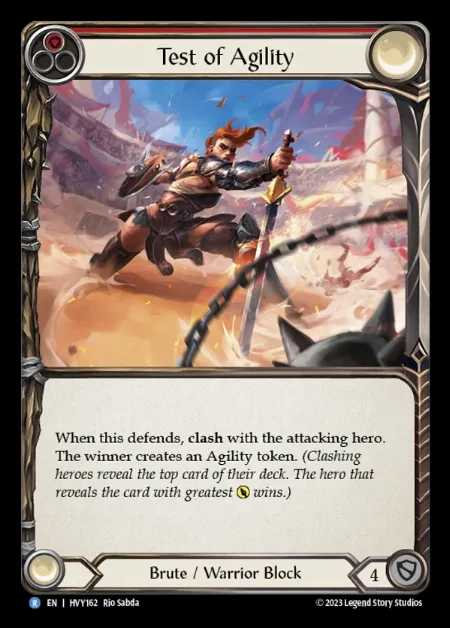 Test of Agility
When this defends, clash with the attacking hero.
The winner creates an Agility token. (Clashing
heroes reveal the top card of their deck. The hero that
reveals the card with greatest wins.)
Brute / Warrior Block
4
R EN | HVY162 Rio Sabda
© 2023 Legend Story Studios